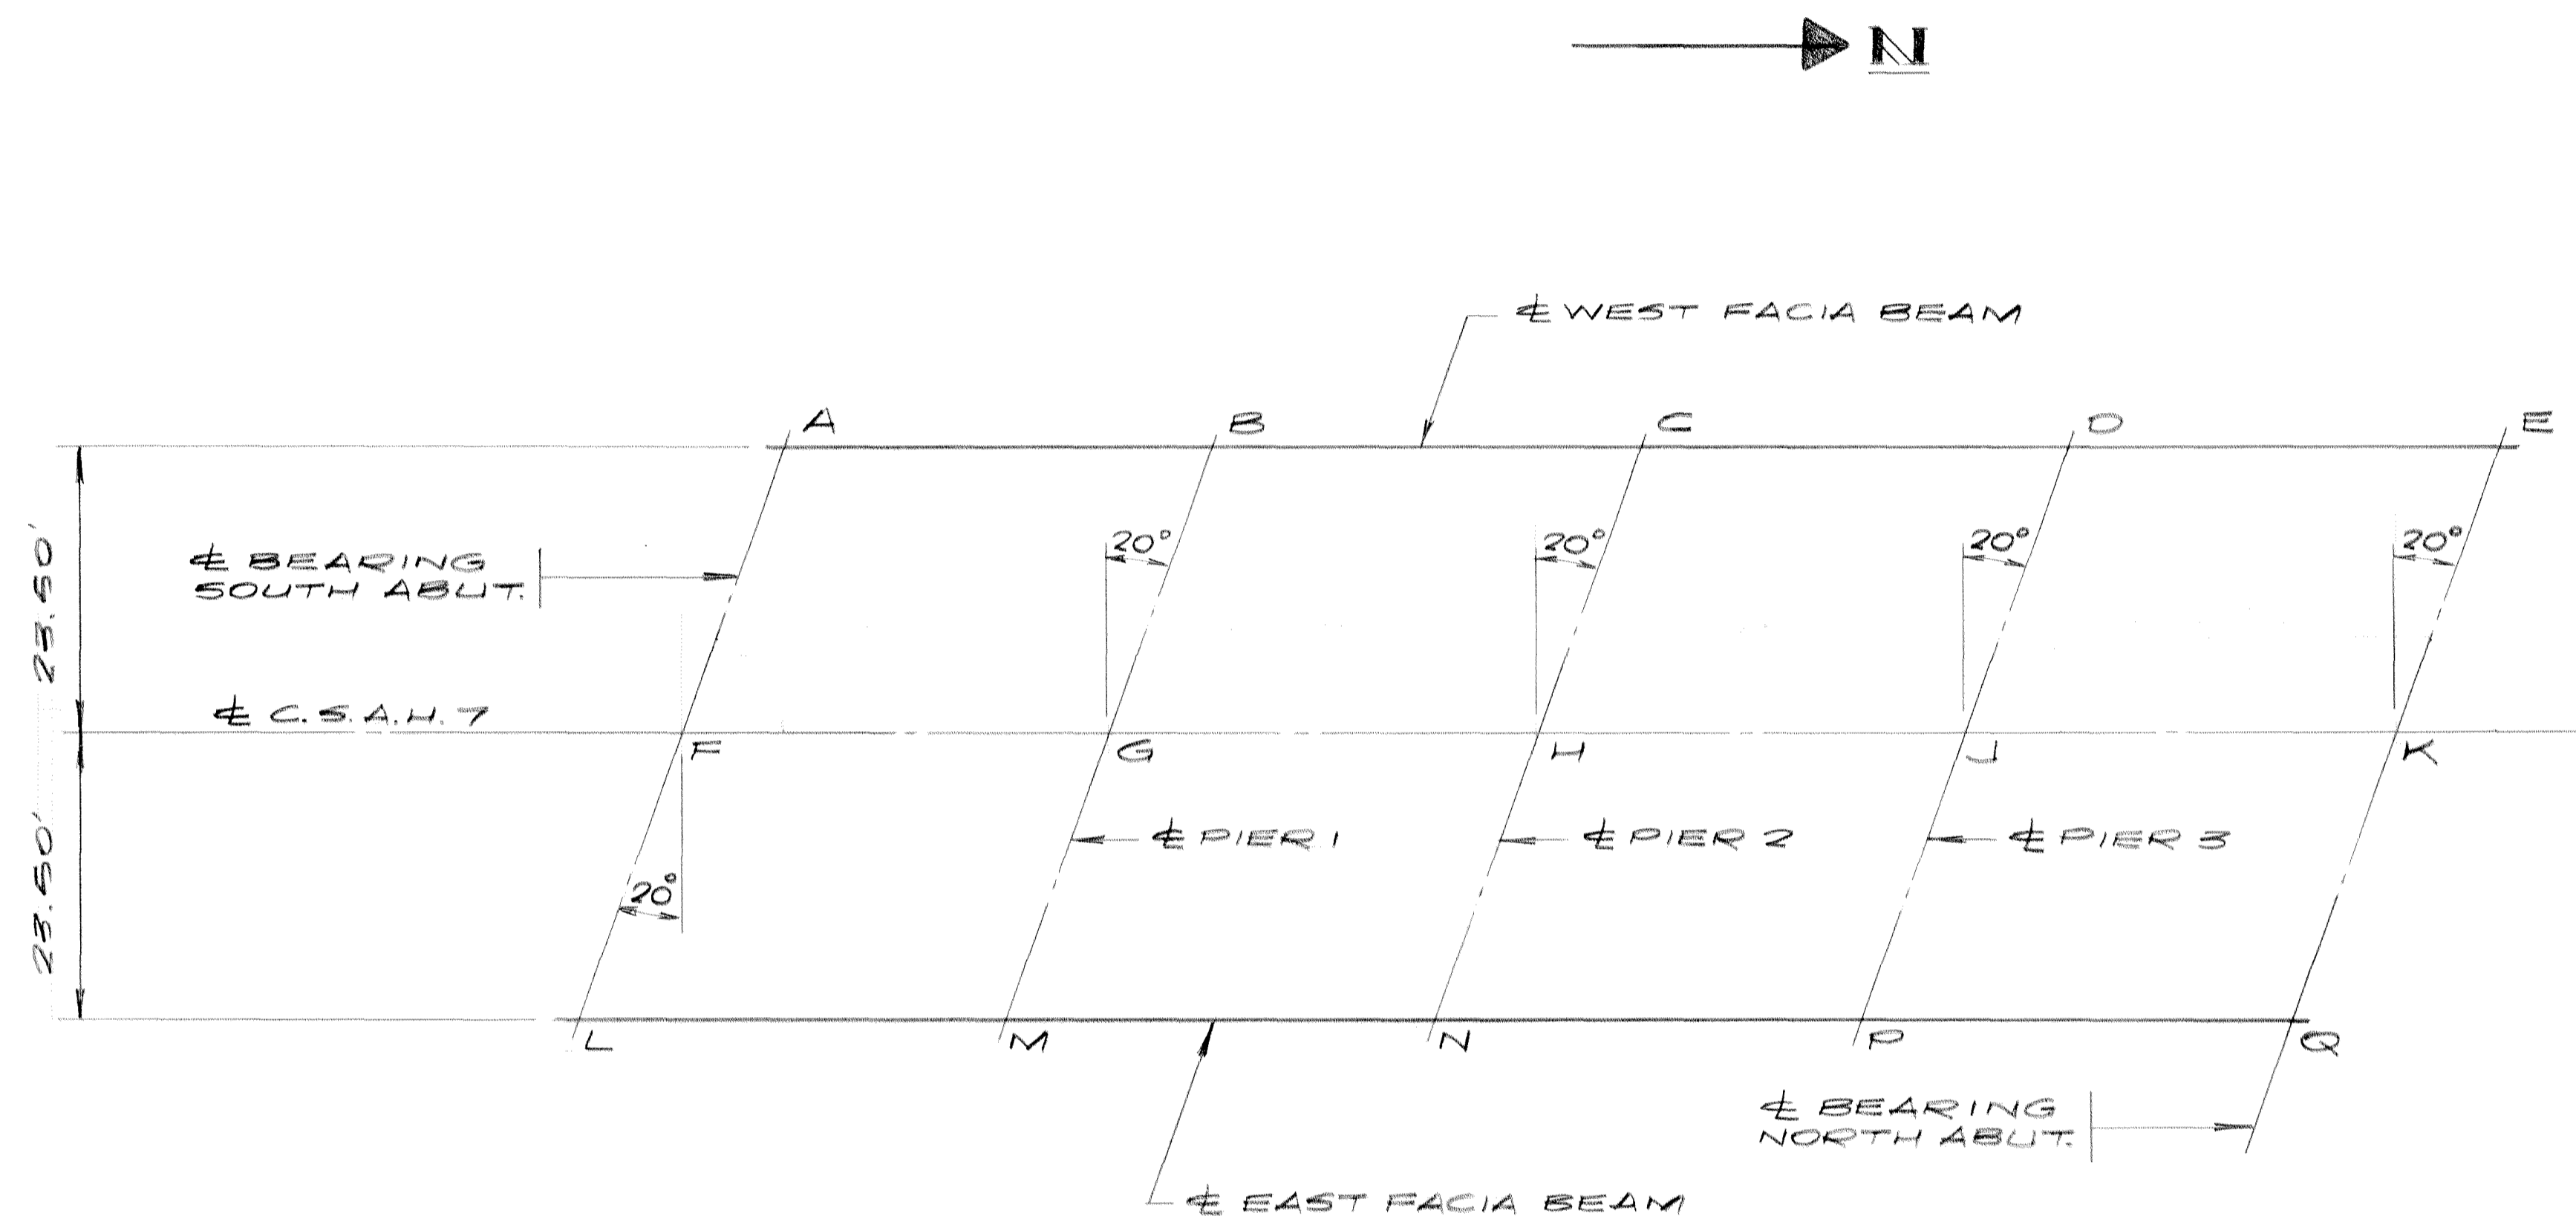 N
℄ WEST FACIA BEAM
A
B
C
D
E
23.50'
℄ BEARING
SOUTH ABUT.
20°
20°
20°
20°
℄ C.S.A.H. 7
F
G
H
J
K
23.50'
℄ PIER 1
℄ PIER 2
℄ PIER 3
20°
L
M
N
P
Q
℄ BEARING
NORTH ABUT.
℄ EAST FACIA BEAM